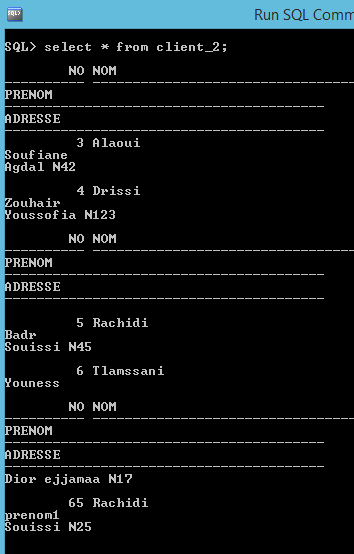 Run SQL Comm
SQL> select * from client_2;
NO NOM
---------- ------------------------------
PRENOM
------------------------------
ADRESSE
------------------------------
3 Alaoui
Soufiane
Agdal N42
4 Drissi
Zouhair
Youssofia N123
NO NOM
---------- ------------------------------
PRENOM
------------------------------
ADRESSE
------------------------------
5 Rachidi
Badr
Souissi N45
6 Tlamssani
Youness
NO NOM
---------- ------------------------------
PRENOM
------------------------------
ADRESSE
------------------------------
Dior ejjamaa N17
65 Rachidi
prenom1
Souissi N25